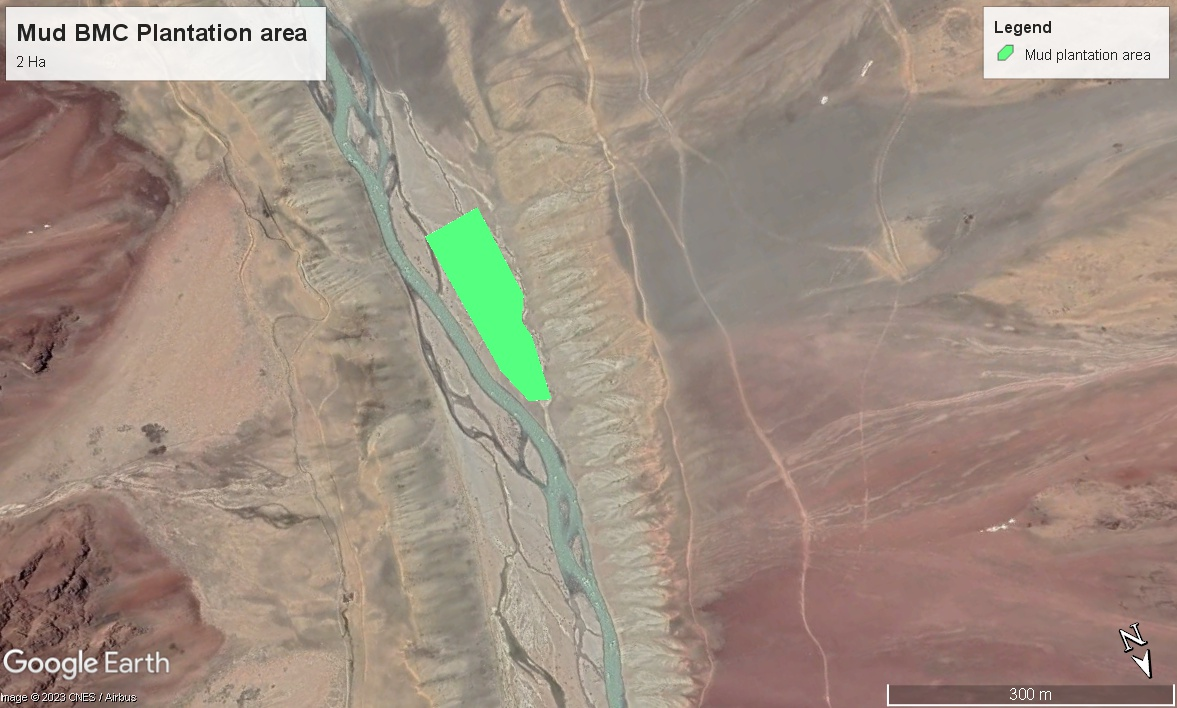 Mud BMC Plantation area
2 Ha
Legend
Mud plantation area
N
Google Earth
Image © 2023 CNES / Airbus
300 m